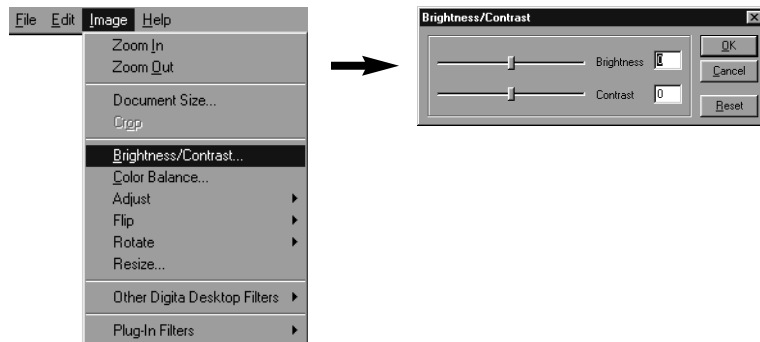 File Edit Image Help
Zoom In
Zoom Out
Document Size...
Crop
Brightness/Contrast...
Color Balance...
Adjust
Flip
Rotate
Resize...
Other Digita Desktop Filters
Plug-In Filters
Brightness/Contrast
Brightness 0
Contrast 0
OK
Cancel
Reset